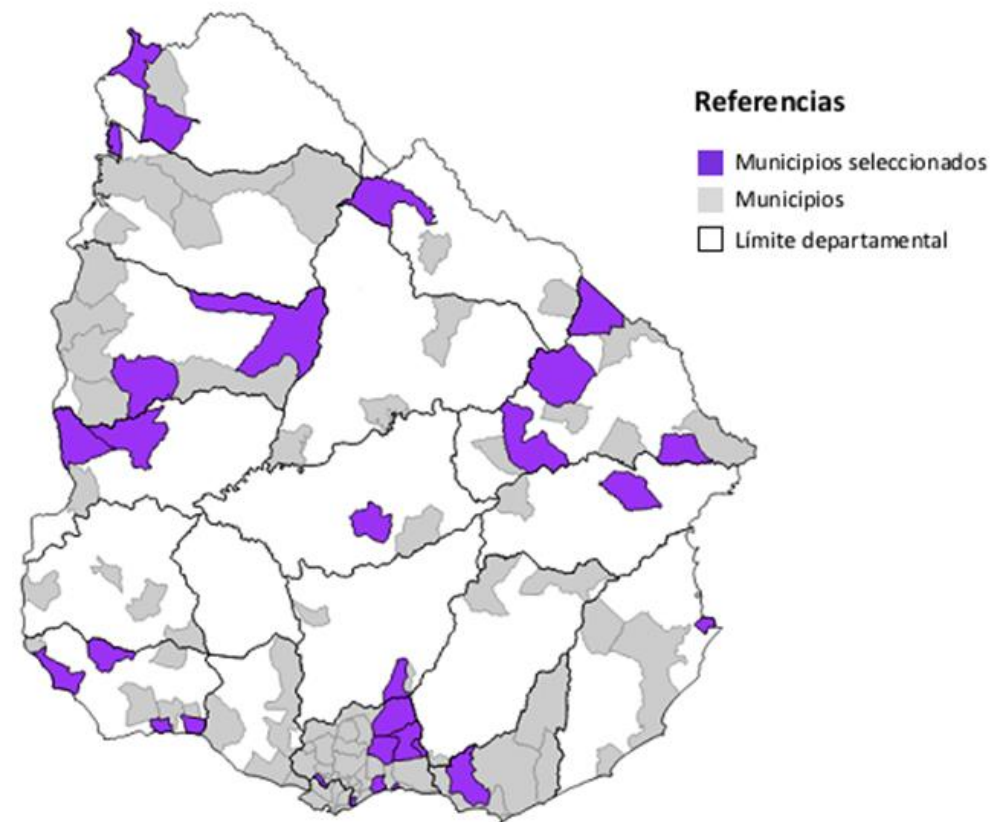 Referencias
Municipios seleccionados
Municipios
Límite departamental